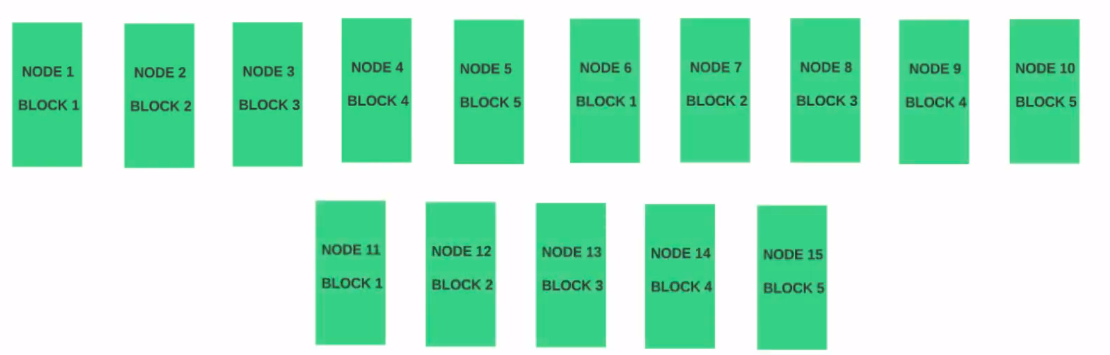 NODE 1
BLOCK 1
NODE 2
BLOCK 2
NODE 3
BLOCK 3
NODE 4
BLOCK 4
NODE 5
BLOCK 5
NODE 6
BLOCK 1
NODE 7
BLOCK 2
NODE 8
BLOCK 3
NODE 9
BLOCK 4
NODE 10
BLOCK 5
NODE 11
BLOCK 1
NODE 12
BLOCK 2
NODE 13
BLOCK 3
NODE 14
BLOCK 4
NODE 15
BLOCK 5